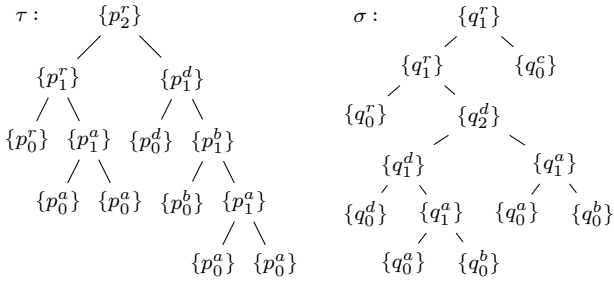 τ : {p_2^r} σ : {q_1^r}
{p_1^r} {p_1^d} {q_1^r} {q_0^c}
{p_0^r} {p_1^a} {p_0^d} {p_1^b} {q_0^r} {q_2^d}
{p_0^a} {p_0^a} {p_0^b} {p_1^a} {q_1^d} {q_1^a}
{q_0^d} {q_1^a} {q_0^a} {q_0^b}
{p_0^a} {p_0^a} {q_0^a} {q_0^b}